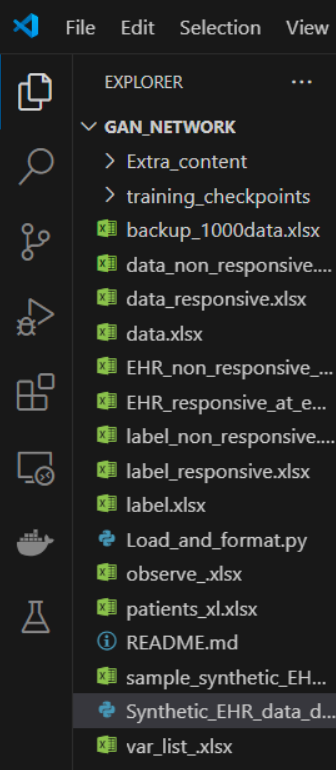 File Edit Selection View
EXPLORER ...
GAN_NETWORK
Extra_content
training_checkpoints
backup_1000data.xlsx
data_non_responsive....
data_responsive.xlsx
data.xlsx
EHR_non_responsive_...
EHR_responsive_at_e...
label_non_responsive....
label_responsive.xlsx
label.xlsx
Load_and_format.py
observe_.xlsx
patients_xl.xlsx
README.md
sample_synthetic_EH...
Synthetic_EHR_data_d...
var_list_.xlsx